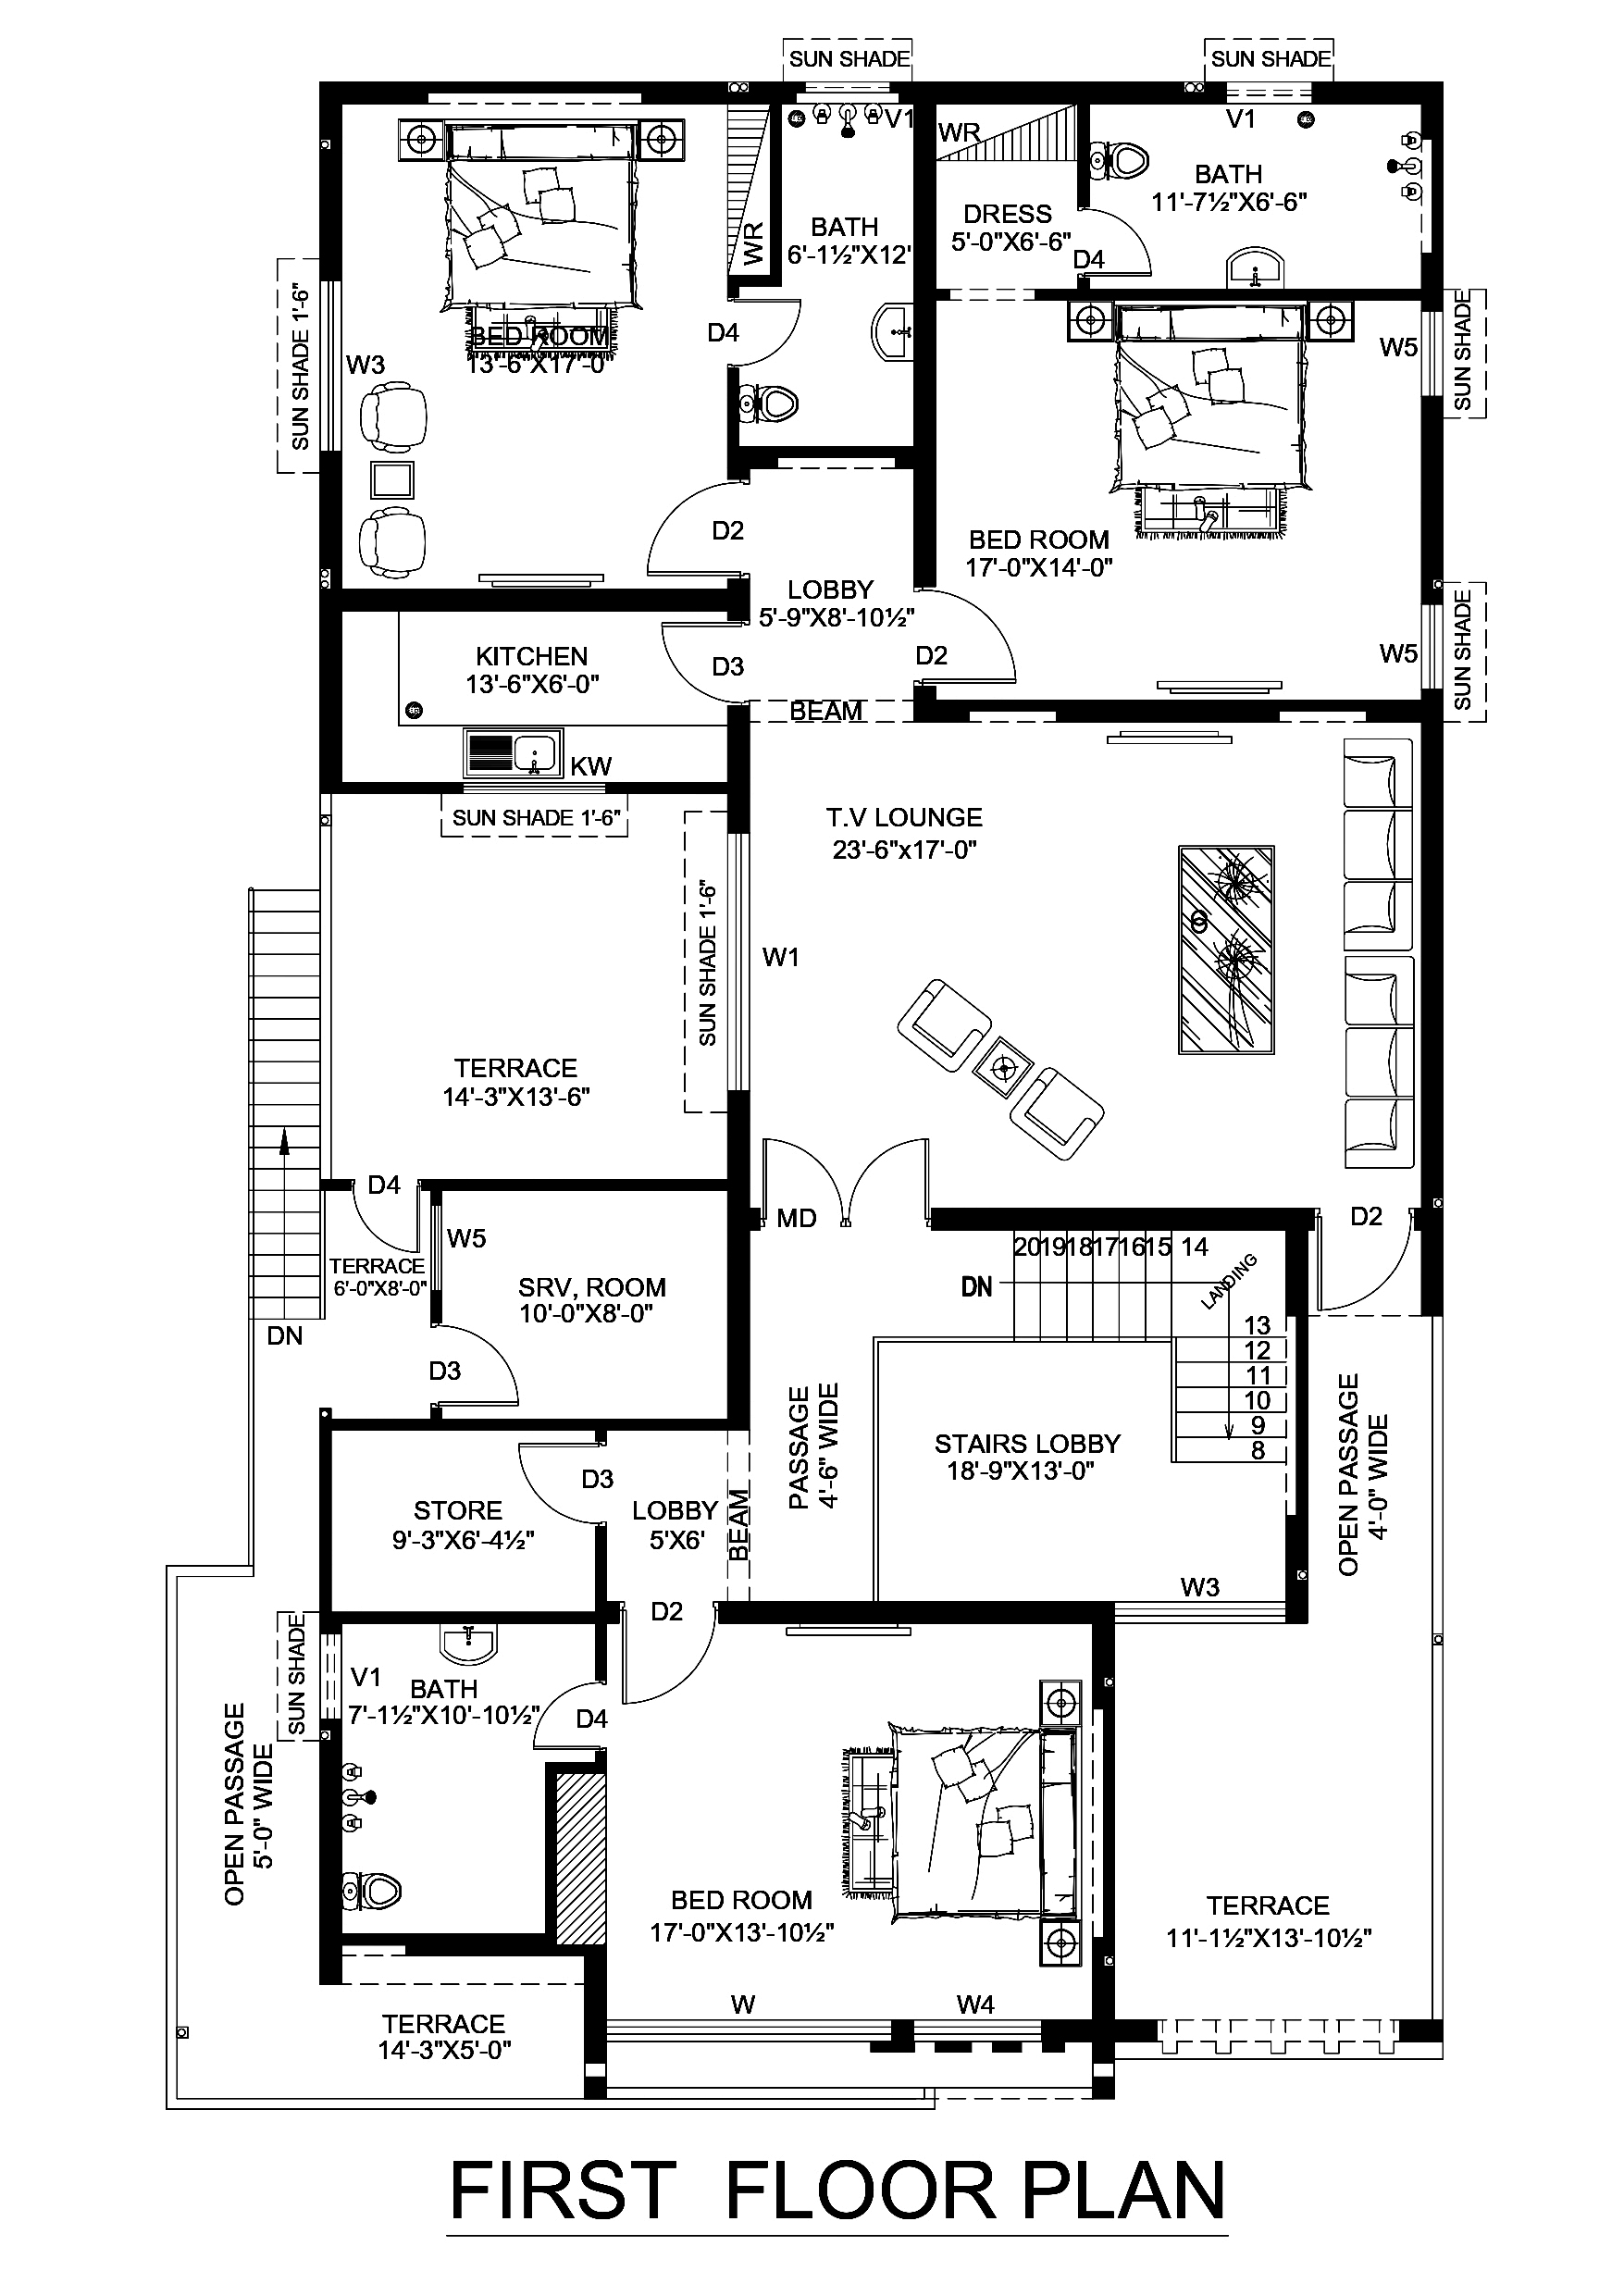 SUN SHADE
SUN SHADE
V1
WR
V1
BATH
11'-7½"X6'-6"
DRESS
5'-0"X6'-6"
D4
WR
BATH
6'-1½"X12'
SUN SHADE 1'-6"
W3
BED ROOM
13'-6"X17'-0"
D4
W5
SUN SHADE
D2
BED ROOM
17'-0"X14'-0"
LOBBY
5'-9"X8'-10½"
D2
W5
SUN SHADE
KITCHEN
13'-6"X6'-0"
D3
BEAM
KW
SUN SHADE 1'-6"
T.V LOUNGE
23'-6"x17'-0"
SUN SHADE 1'-6"
W1
TERRACE
14'-3"X13'-6"
D4
MD
D2
W5
TERRACE
6'-0"X8'-0"
SRV, ROOM
10'-0"X8'-0"
DN
D3
20 19 18 17 16 15 14
DN
LANDING
13
12
11
10
9
8
PASSAGE
4'-6" WIDE
STAIRS LOBBY
18'-9"X13'-0"
OPEN PASSAGE
4'-0" WIDE
D3
STORE
9'-3"X6'-4½"
LOBBY
5'X6'
BEAM
W3
D2
SUN SHADE
V1
BATH
7'-1½"X10'-10½"
D4
OPEN PASSAGE
5'-0" WIDE
BED ROOM
17'-0"X13'-10½"
TERRACE
11'-1½"X13'-10½"
W
W4
TERRACE
14'-3"X5'-0"
FIRST FLOOR PLAN